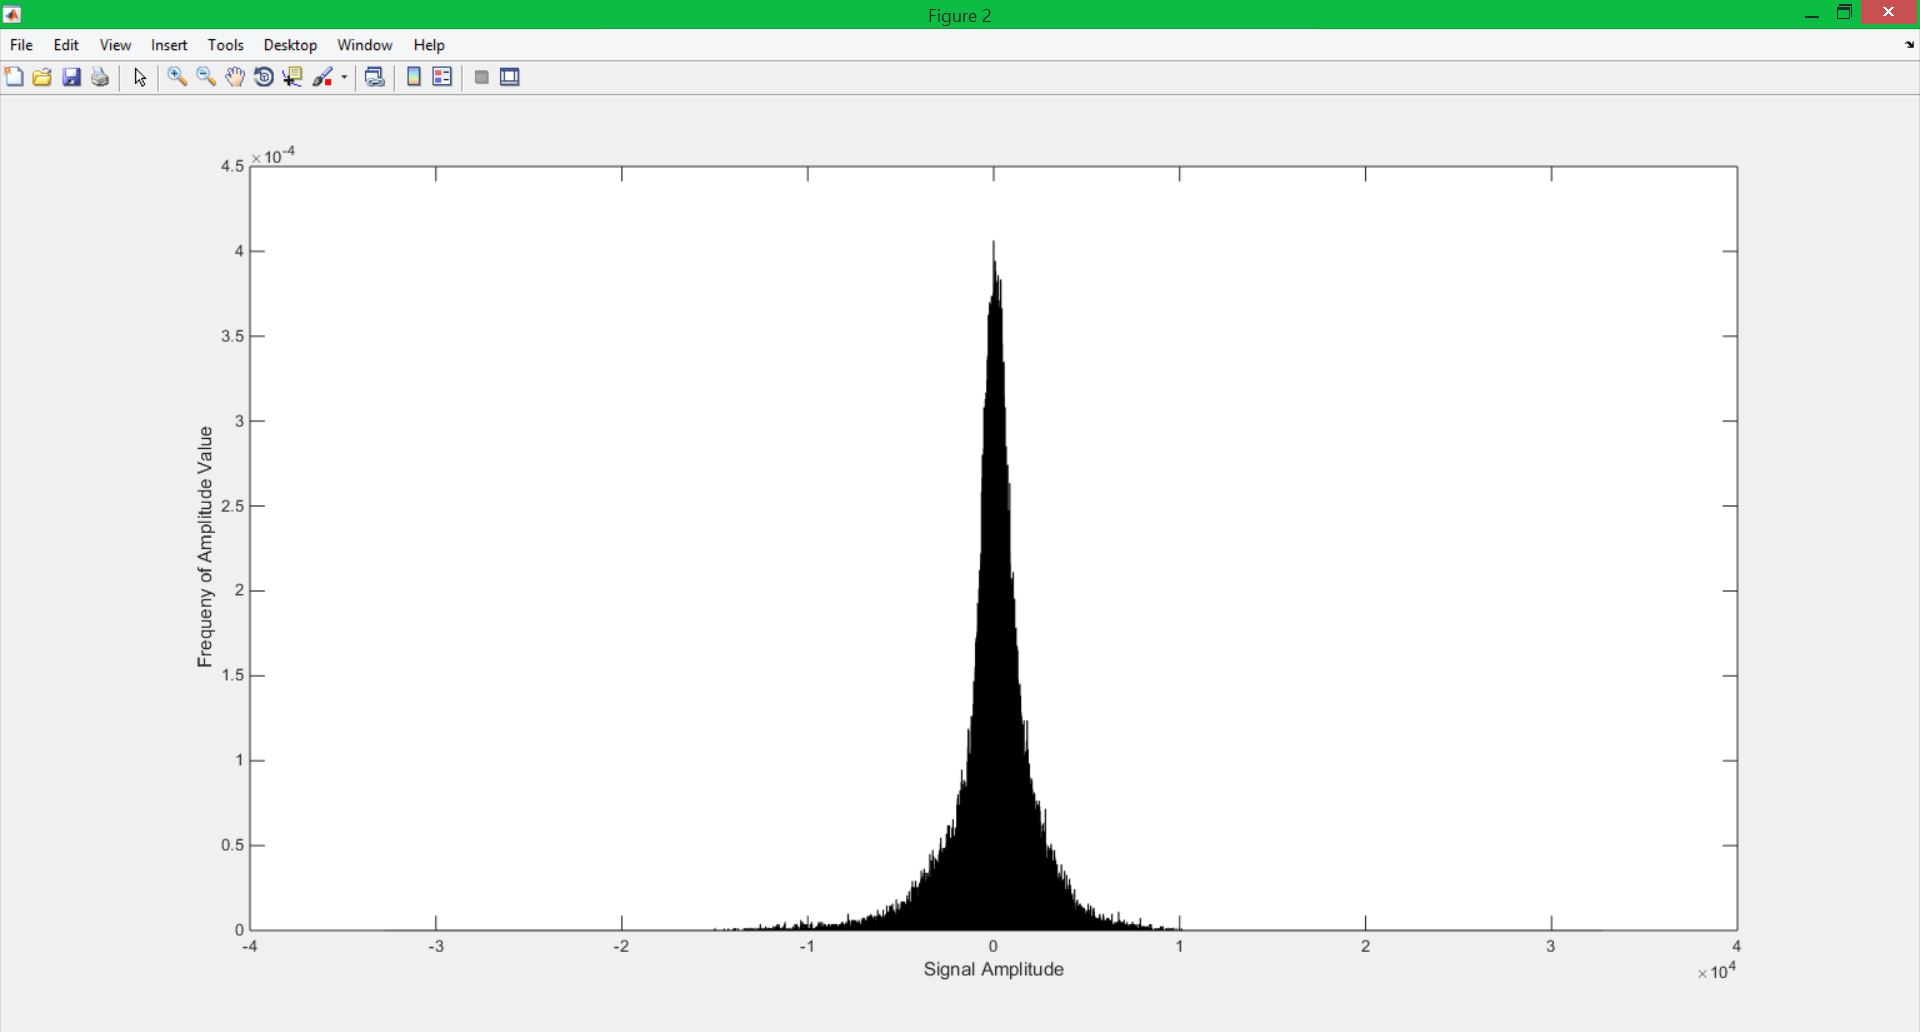 Figure 2
File Edit View Insert Tools Desktop Window Help
×10-4
4.5
4
3.5
3
2.5
2
1.5
1
0.5
0
Frequeny of Amplitude Value
-4 -3 -2 -1 0 1 2 3 4
Signal Amplitude
×104